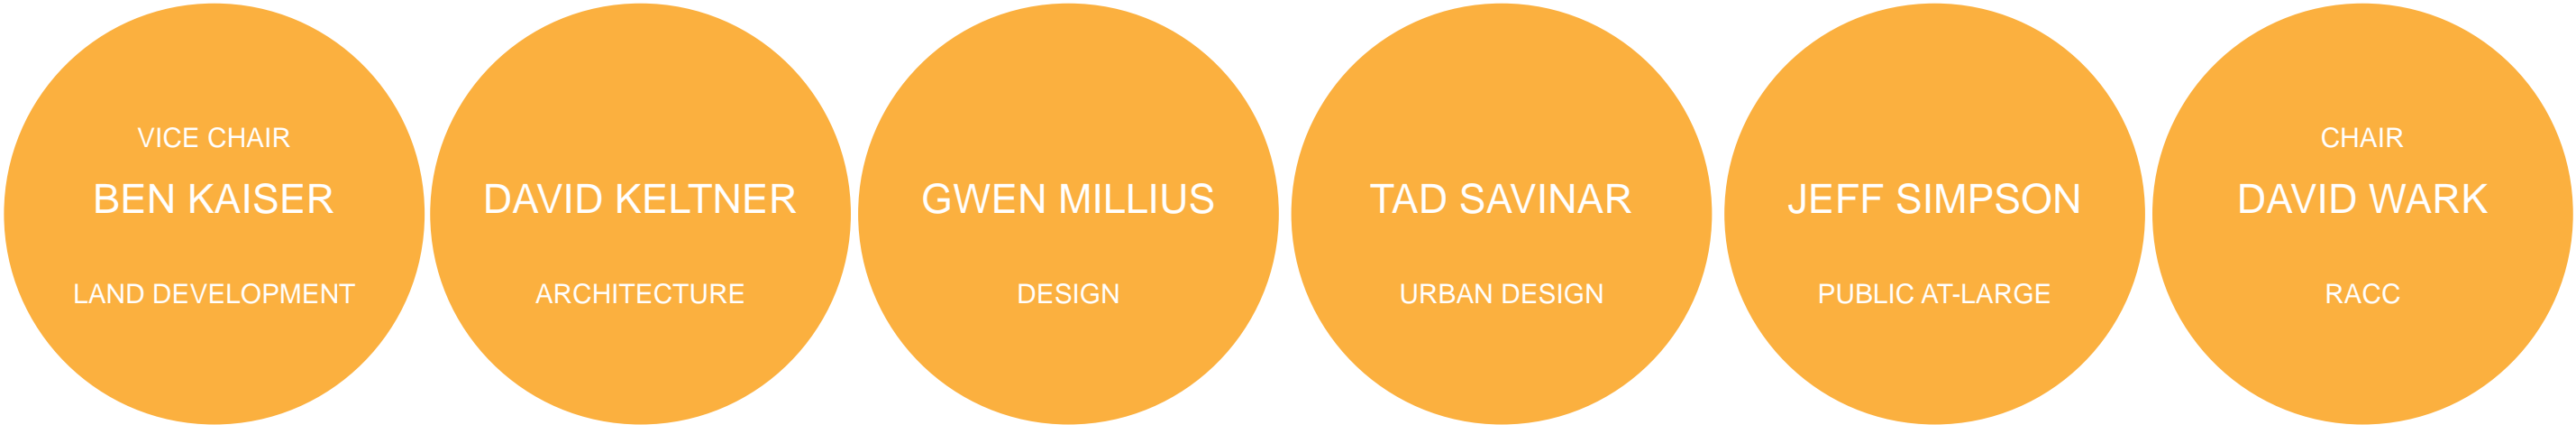 VICE CHAIR
BEN KAISER
LAND DEVELOPMENT
DAVID KELTNER
ARCHITECTURE
GWEN MILLIUS
DESIGN
TAD SAVINAR
URBAN DESIGN
JEFF SIMPSON
PUBLIC AT-LARGE
CHAIR
DAVID WARK
RACC